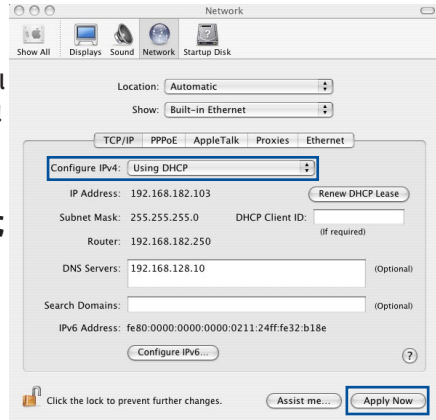 Network
Show All Displays Sound Network Startup Disk
Location: Automatic
Show: Built-in Ethernet
TCP/IP PPPoE AppleTalk Proxies Ethernet
Configure IPv4: Using DHCP
IP Address: 192.168.182.103 Renew DHCP Lease
Subnet Mask: 255.255.255.0 DHCP Client ID:
(If required)
Router: 192.168.182.250
DNS Servers: 192.168.128.10 (Optional)
Search Domains: (Optional)
IPv6 Address: fe80:0000:0000:0000:0211:24ff:fe32:b18e
Configure IPv6... ?
Click the lock to prevent further changes. Assist me... Apply Now